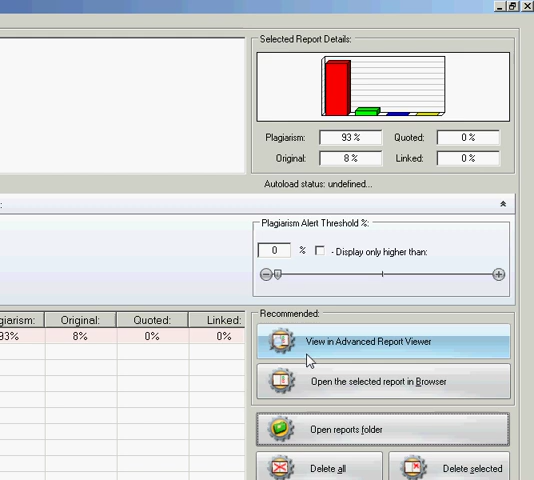 Selected Report Details:
Plagiarism: 93 % Quoted: 0 %
Original: 8 % Linked: 0 %
Autoload status: undefined...
:
Plagiarism Alert Threshold %:
0 % - Display only higher than:
Recommended:
giarism: Original: Quoted: Linked:
93% 8% 0% 0%
View in Advanced Report Viewer
Open the selected report in Browser
Open reports folder
Delete all Delete selected